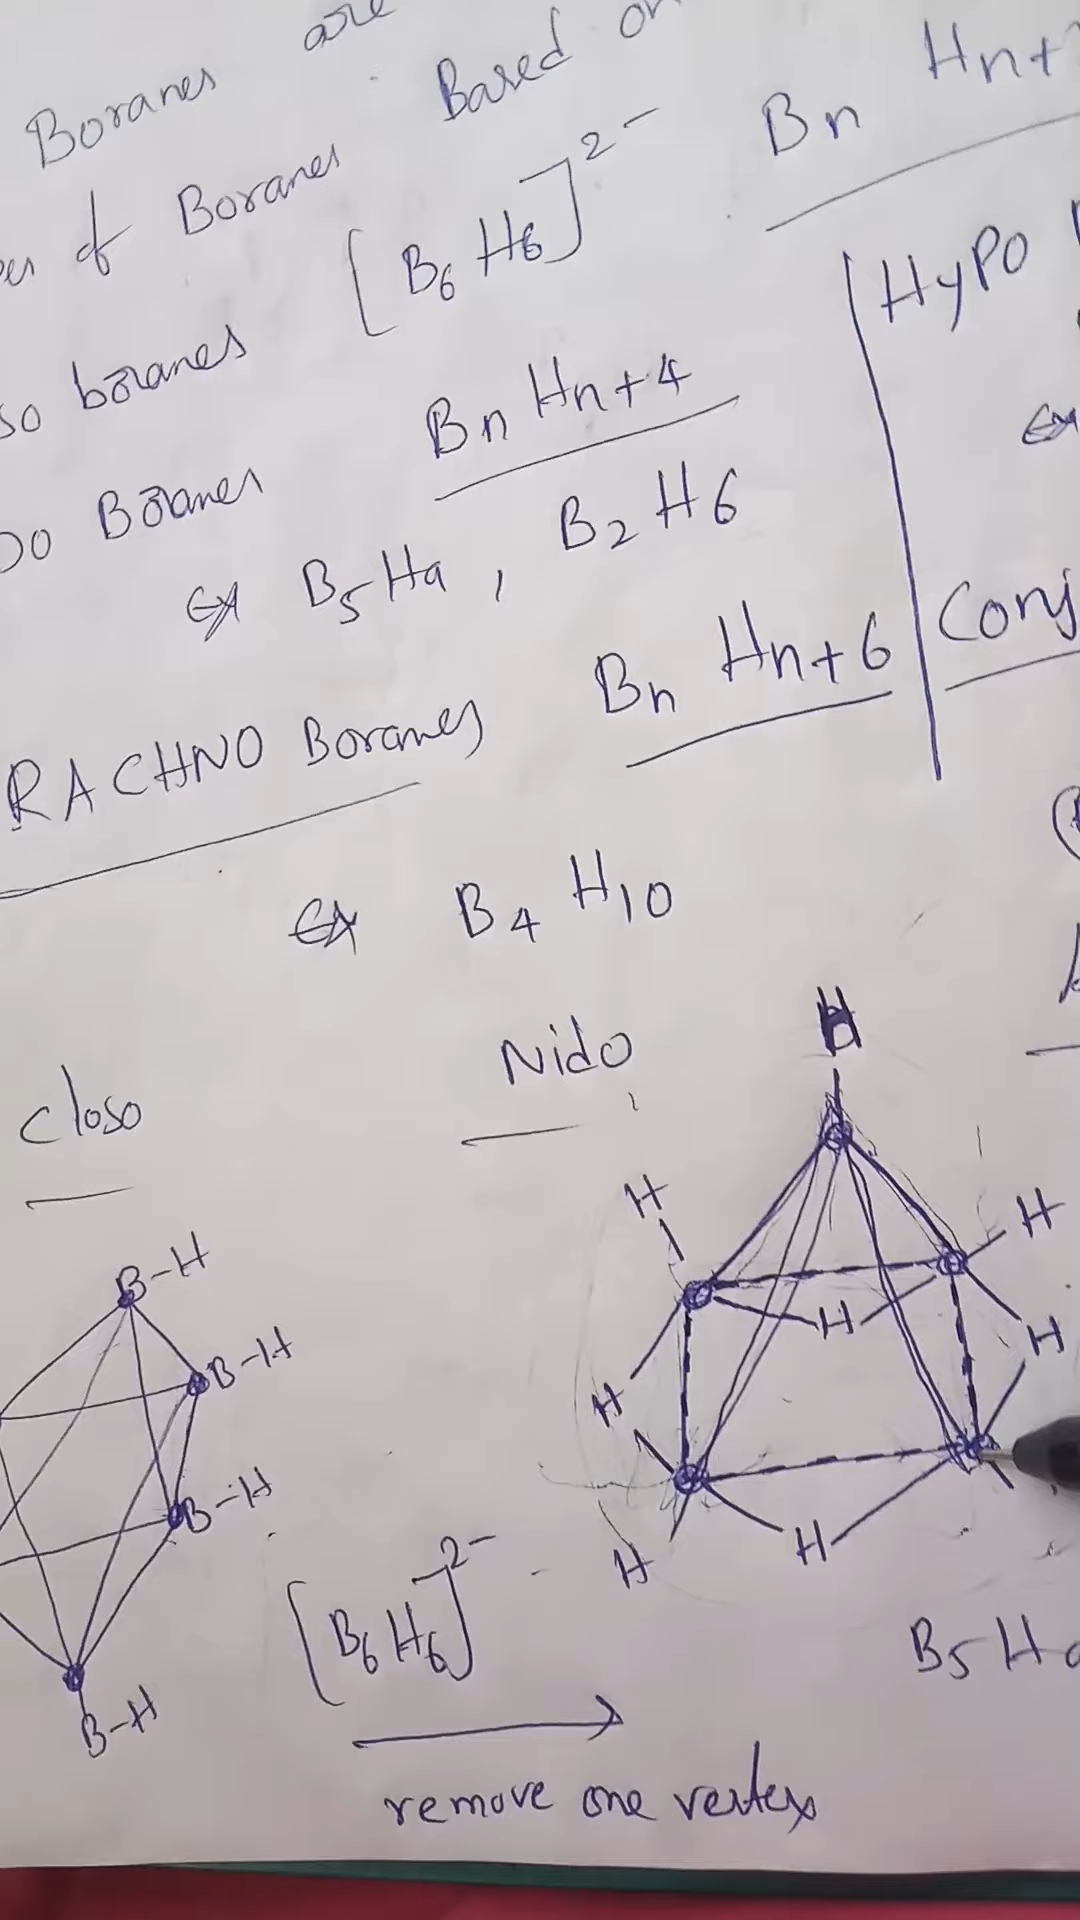 Boranes are
of Boranes Based on
[B6 H6]2-
Bn Hn+
boranes
Bn Hn+4
Boranes
Ex B5 H9, B2 H6
RACHNO Boranes Bn Hn+6
Ex B4 H10
HyPO
Ex
Conj
closo
Nido
B-H
B-H
B-H
B-H
H
H
H
H
H
H
H
H
[B6 H6]2-
B5 H
remove one vertex